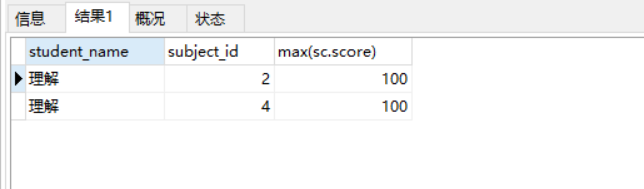 信息 结果1 概况 状态
student_name subject_id max(sc.score)
理解 2 100
理解 4 100